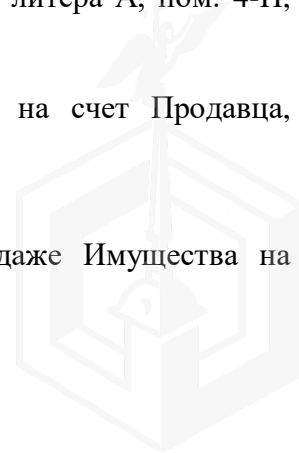 литера А, пом. 4-Н,
на счет Продавца,
даже Имущества на